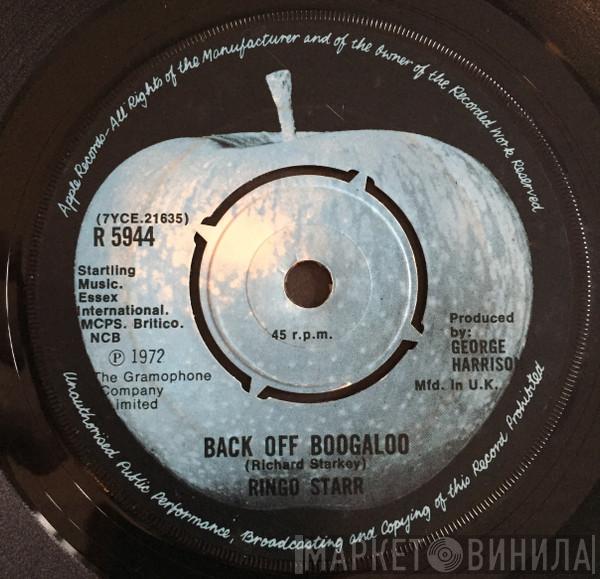 Apple Records-All Rights of the Manufacturer and of the Owner of the Recorded Work Reserved
(7YCE.21635)
R 5944
Startling
Music.
Essex
International.
MCPS. Britico.
NCB
Ⓟ 1972
The Gramophone
Company
Limited
45 r.p.m.
Produced
by:
GEORGE
HARRISON
Mfd. In U.K.
BACK OFF BOOGALOO
(Richard Starkey)
RINGO STARR
Unauthorised Public Performance, Broadcasting and Copying of this Record Prohibited
МАРКЕТ ВИНИЛА